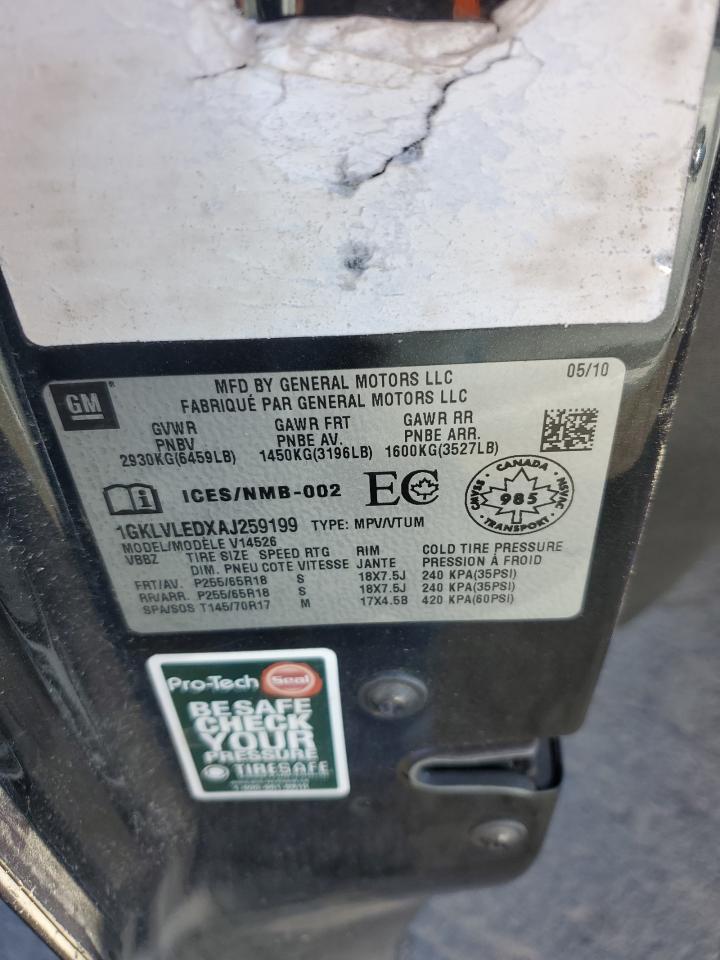 GM ®
MFD BY GENERAL MOTORS LLC 05/10
FABRIQUÉ PAR GENERAL MOTORS LLC
GVWR GAWR FRT GAWR RR
PNBV PNBE AV. PNBE ARR.
2930KG(6459LB) 1450KG(3196LB) 1600KG(3527LB)
ICES/NMB-002 EC
CANADA
CMVSS 985 NSVAC
TRANSPORT
1GKLVLEDXAJ259199 TYPE: MPV/VTUM
MODEL/MODÈLE V14526
VBBZ TIRE SIZE SPEED RTG RIM COLD TIRE PRESSURE
DIM. PNEU COTE VITESSE JANTE PRESSION À FROID
FRT/AV. P255/65R18 S 18X7.5J 240 KPA(35PSI)
RR/ARR. P255/65R18 S 18X7.5J 240 KPA(35PSI)
SPA/SOS T145/70R17 M 17X4.5B 420 KPA(60PSI)
Pro-Tech Seal
BE SAFE
CHECK
YOUR
PRESSURE
TIRESAFE